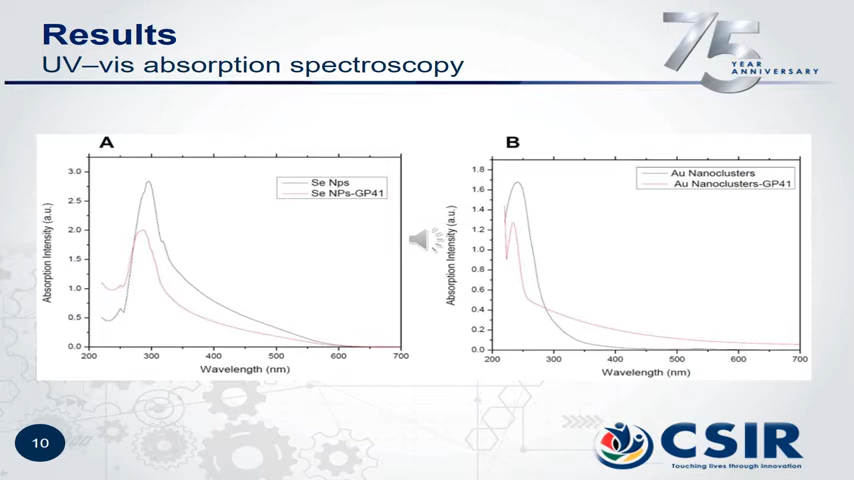 Results
UV–vis absorption spectroscopy
75
YEAR
ANNIVERSARY
A
Absorption Intensity (a.u.)
3.0
2.5
2.0
1.5
1.0
0.5
0.0
Se Nps
Se NPs-GP41
200 300 400 500 600 700
Wavelength (nm)
B
Absorption Intensity (a.u.)
1.8
1.6
1.4
1.2
1.0
0.8
0.6
0.4
0.2
0.0
Au Nanoclusters
Au Nanoclusters-GP41
200 300 400 500 600 700
Wavelength (nm)
10
CSIR
Touching lives through innovation